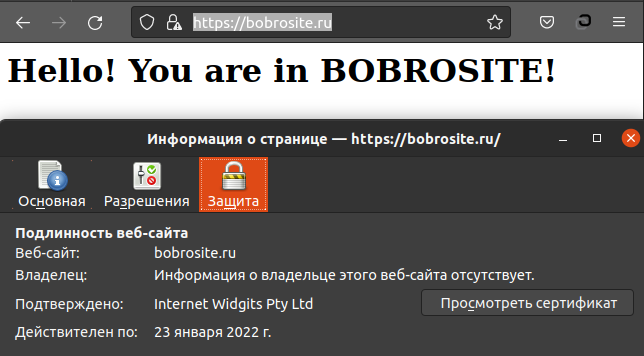 https://bobrosite.ru
Hello! You are in BOBROSITE!
Информация о странице — https://bobrosite.ru/
Основная Разрешения Защита
Подлинность веб-сайта
Веб-сайт: bobrosite.ru
Владелец: Информация о владельце этого веб-сайта отсутствует.
Подтверждено: Internet Widgits Pty Ltd Просмотреть сертификат
Действителен по: 23 января 2022 г.